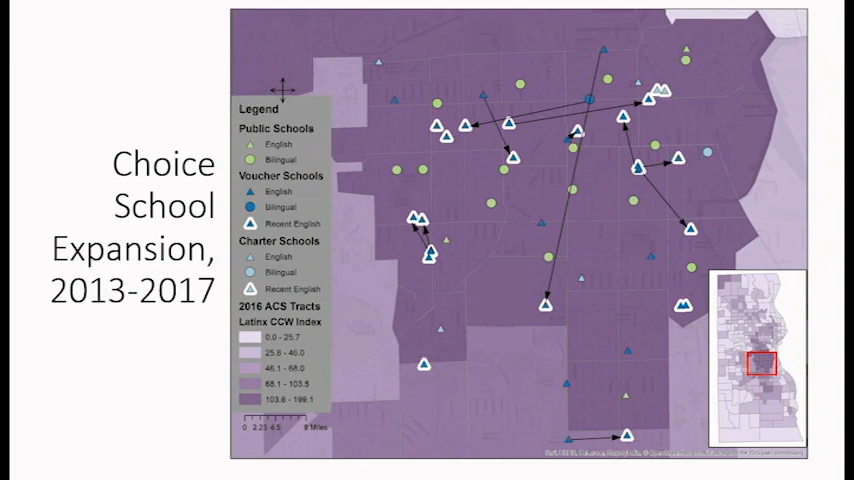 Choice
School
Expansion,
2013-2017
Legend
Public Schools
English
Bilingual
Voucher Schools
English
Bilingual
Recent English
Charter Schools
English
Bilingual
Recent English
2016 ACS Tracts
Latinx CCW Index
0.0 - 25.7
25.8 - 46.0
46.1 - 68.0
68.1 - 103.5
103.6 - 199.1
0 2.25 4.5 9 Miles